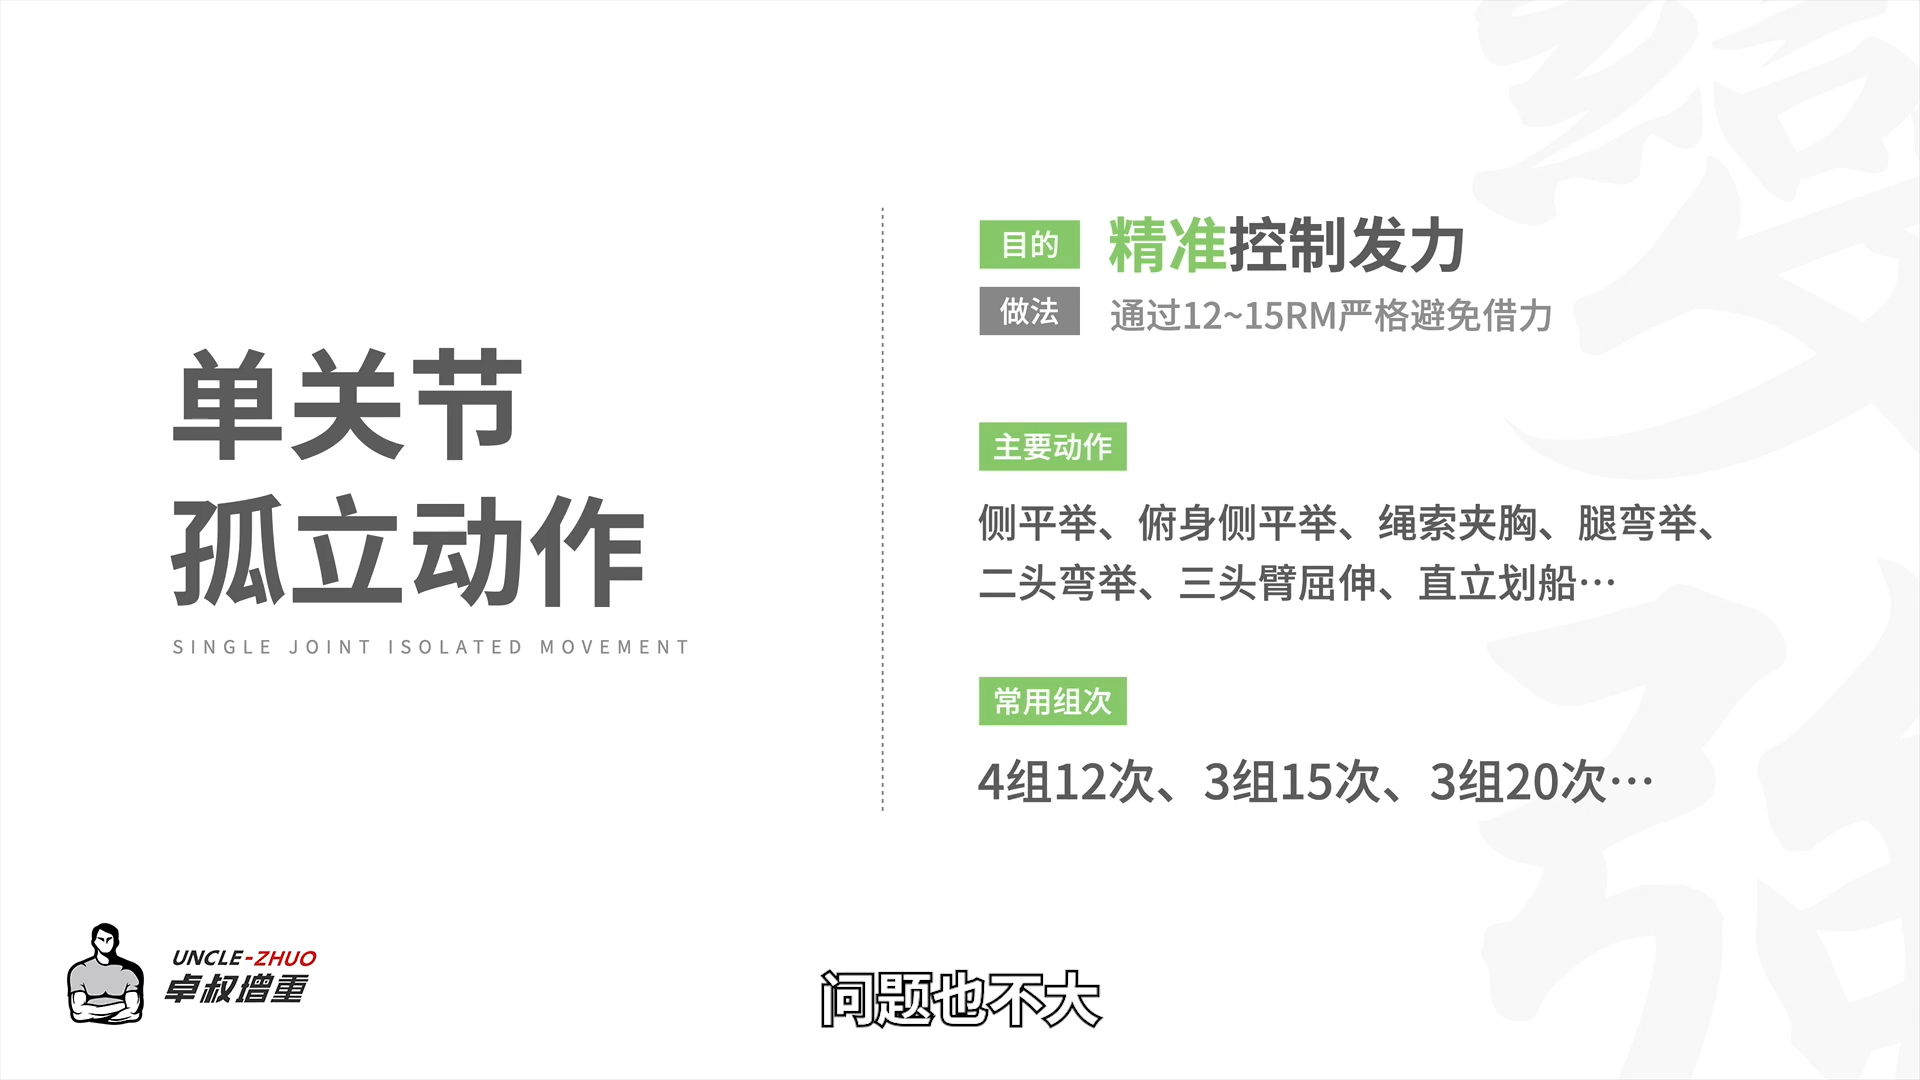 单关节
孤立动作
SINGLE JOINT ISOLATED MOVEMENT
目的 精准控制发力
做法 通过12~15RM严格避免借力
主要动作
侧平举、俯身侧平举、绳索夹胸、腿弯举、
二头弯举、三头臂屈伸、直立划船…
常用组次
4组12次、3组15次、3组20次…
UNCLE-ZHUO
卓叔增重
问题也不大